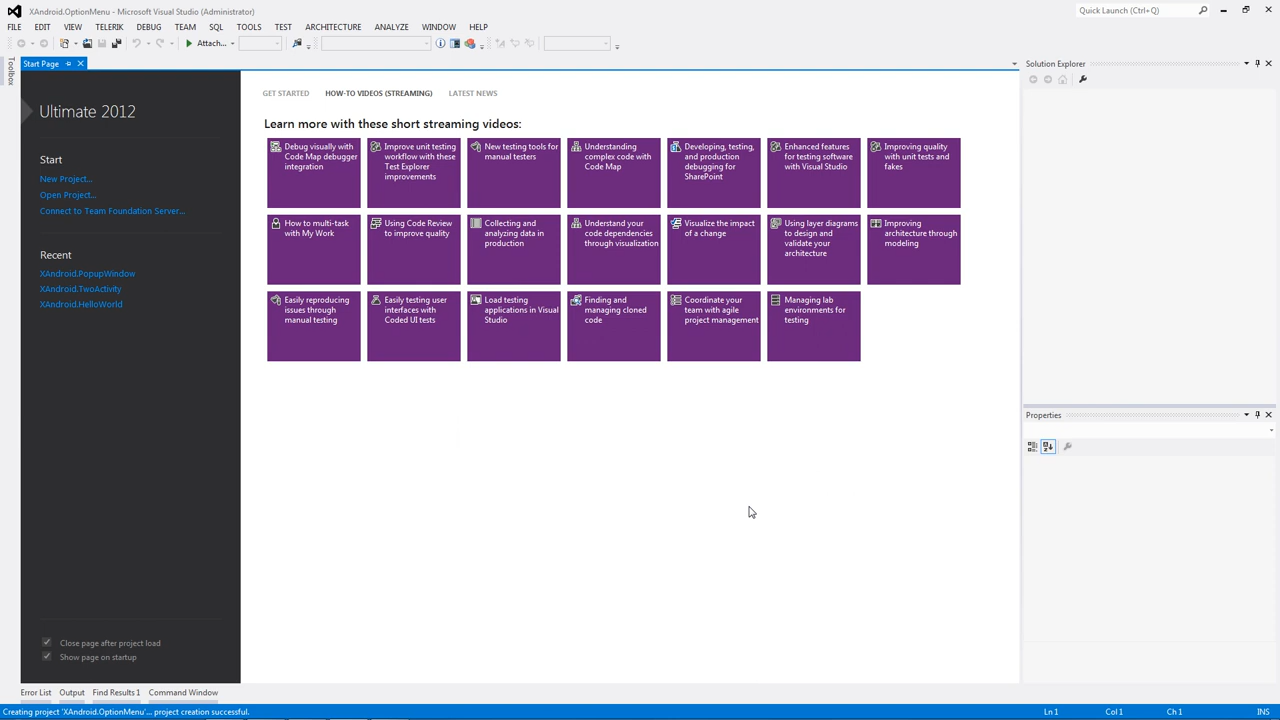 XAndroid.OptionMenu - Microsoft Visual Studio (Administrator)
Quick Launch (Ctrl+Q)
FILE EDIT VIEW TELERIK DEBUG TEAM SQL TOOLS TEST ARCHITECTURE ANALYZE WINDOW HELP
Attach...
Toolbox
Start Page
Solution Explorer
Ultimate 2012
Start
New Project...
Open Project...
Connect to Team Foundation Server...
Recent
XAndroid.PopupWindow
XAndroid.TwoActivity
XAndroid.HelloWorld
Close page after project load
Show page on startup
GET STARTED HOW-TO VIDEOS (STREAMING) LATEST NEWS
Learn more with these short streaming videos:
Debug visually with
Code Map debugger
integration
Improve unit testing
workflow with these
Test Explorer
improvements
New testing tools for
manual testers
Understanding
complex code with
Code Map
Developing, testing,
and production
debugging for
SharePoint
Enhanced features
for testing software
with Visual Studio
Improving quality
with unit tests and
fakes
How to multi-task
with My Work
Using Code Review
to improve quality
Collecting and
analyzing data in
production
Understand your
code dependencies
through visualization
Visualize the impact
of a change
Using layer diagrams
to design and
validate your
architecture
Improving
architecture through
modeling
Easily reproducing
issues through
manual testing
Easily testing user
interfaces with
Coded UI tests
Load testing
applications in Visual
Studio
Finding and
managing cloned
code
Coordinate your
team with agile
project management
Managing lab
environments for
testing
Properties
Error List Output Find Results 1 Command Window
Creating project 'XAndroid.OptionMenu'... project creation successful.
Ln 1 Col 1 Ch 1 INS